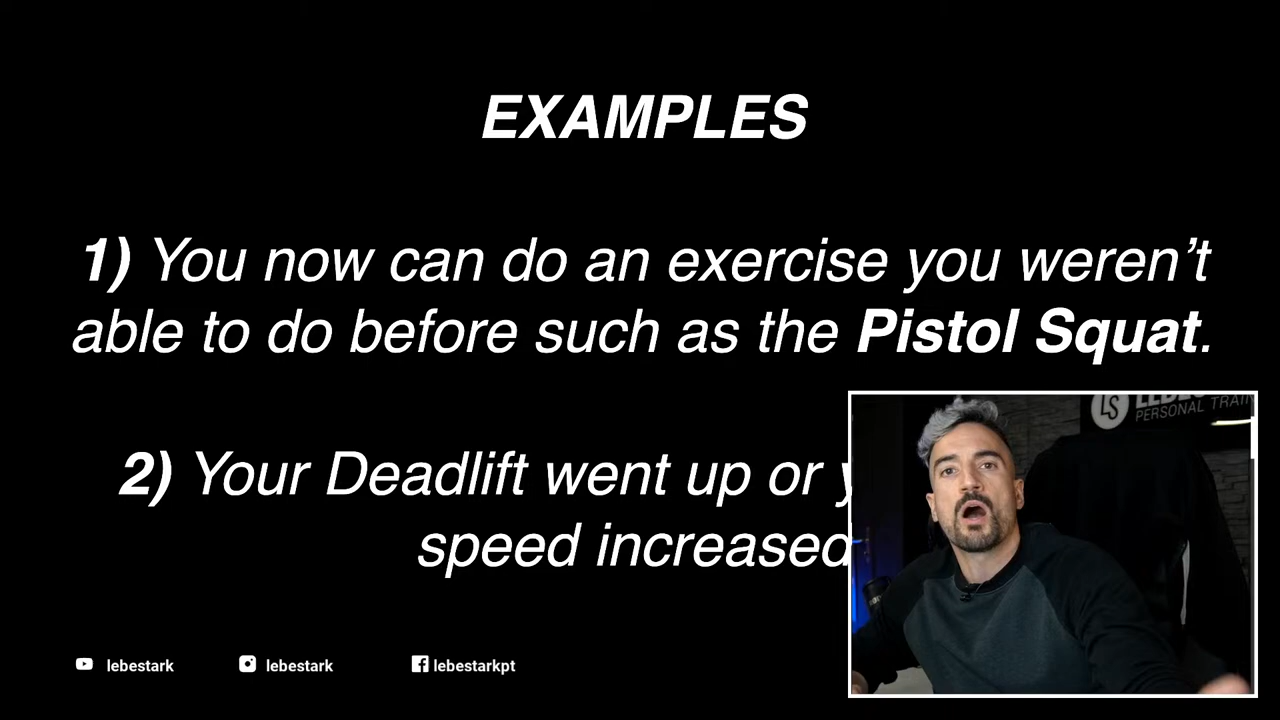 EXAMPLES
1) You now can do an exercise you weren’t
able to do before such as the Pistol Squat.
2) Your Deadlift went up or
speed increased
LS
PERSONAL
lebestark
lebestark
lebestarkpt